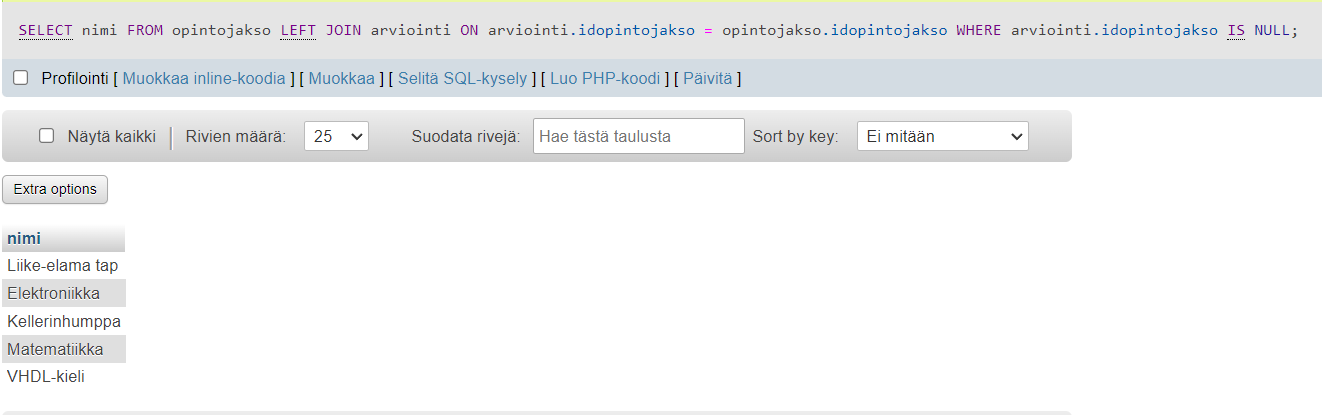 SELECT nimi FROM opintojakso LEFT JOIN arviointi ON arviointi.idopintojakso = opintojakso.idopintojakso WHERE arviointi.idopintojakso IS NULL;
Profilointi [ Muokkaa inline-koodia ] [ Muokkaa ] [ Selitä SQL-kysely ] [ Luo PHP-koodi ] [ Päivitä ]
Näytä kaikki Rivien määrä: 25 Suodata rivejä: Hae tästä taulusta Sort by key: Ei mitään
Extra options
nimi
Liike-elama tap
Elektroniikka
Kellerinhumppa
Matematiikka
VHDL-kieli